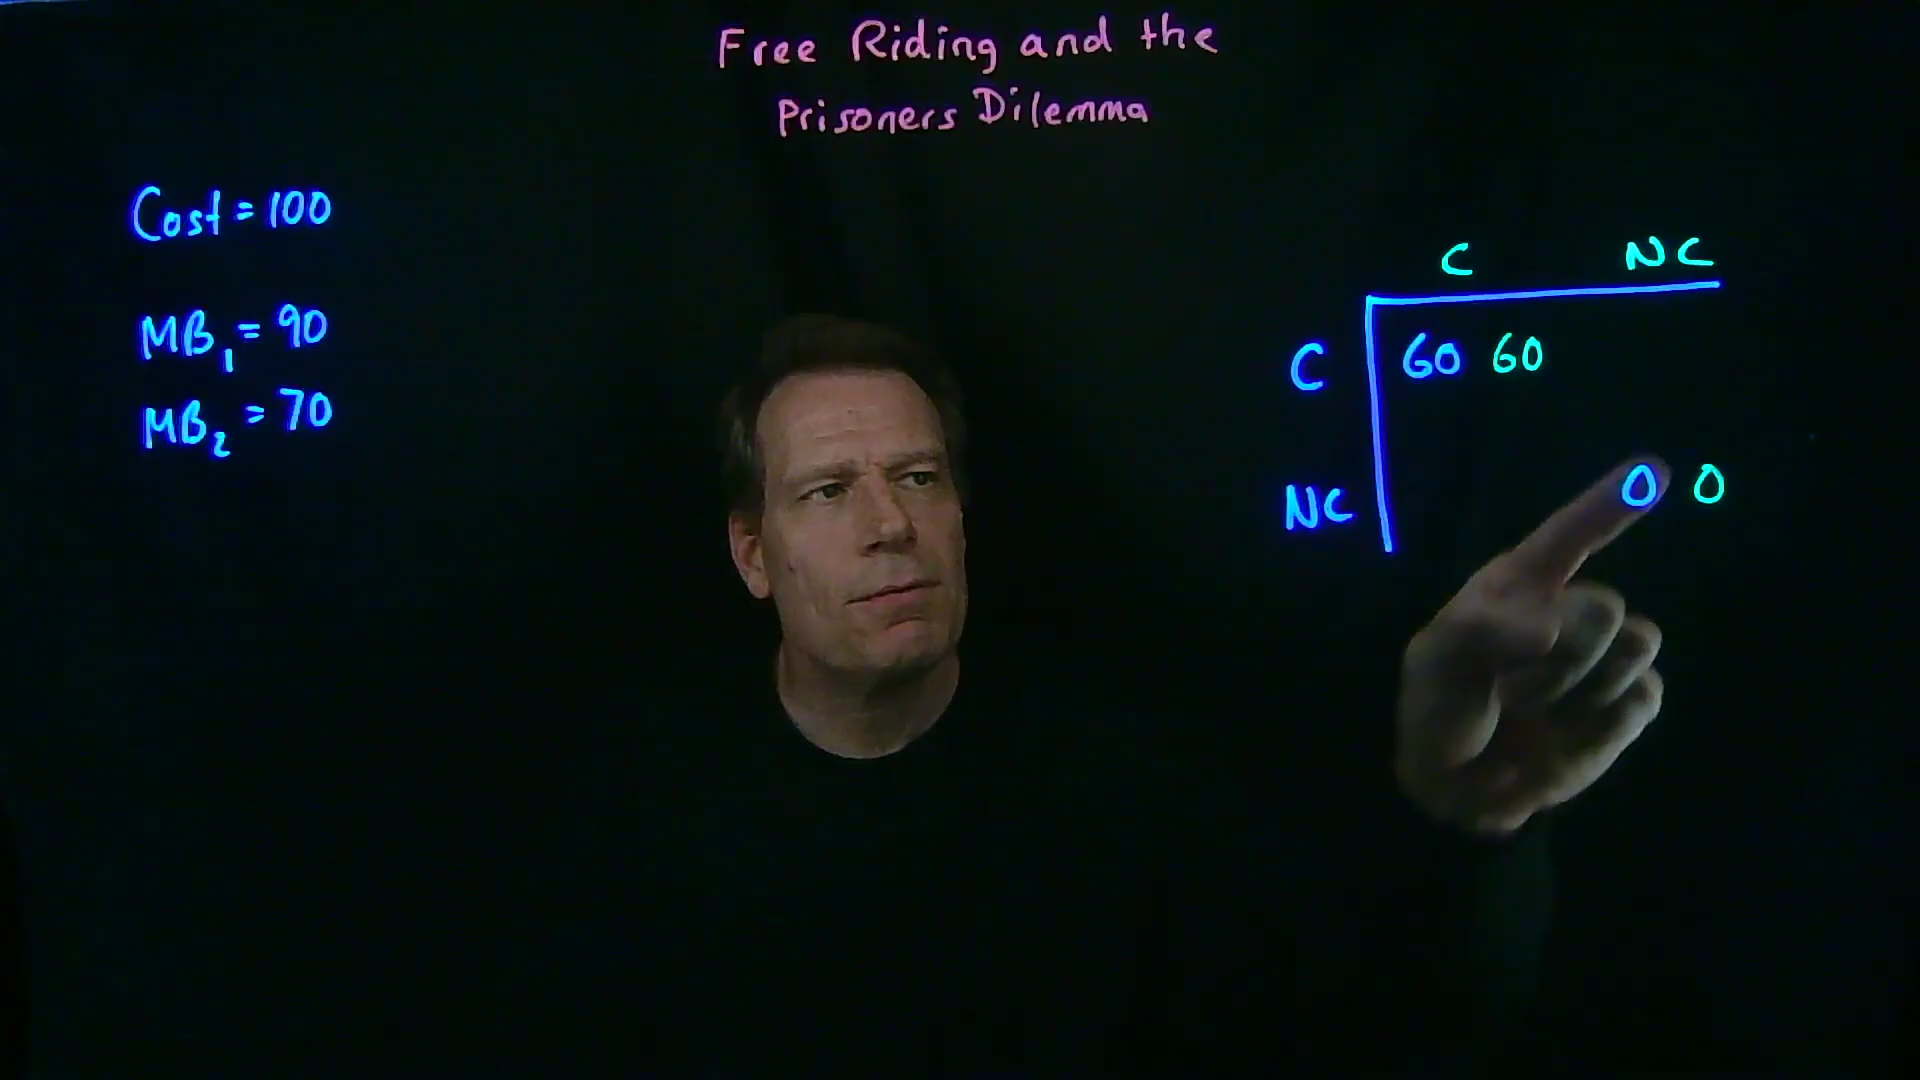 Free Riding and the
Prisoners Dilemma
Cost = 100
MB₁ = 90
MB₂ = 70
C NC
C 60 60
NC 0 0